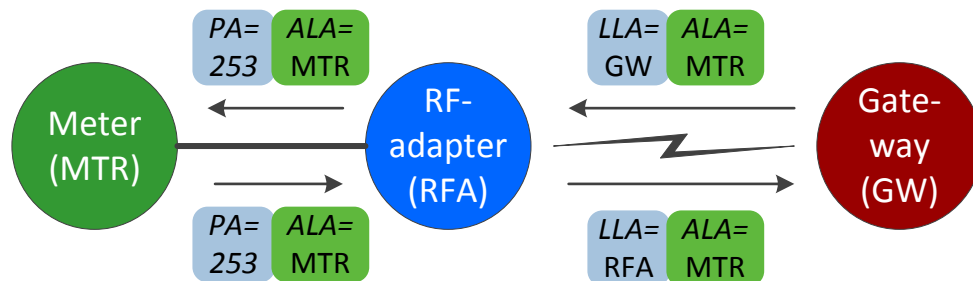 PA=
253
ALA=
MTR
LLA=
GW
ALA=
MTR
Meter
(MTR)
RF-
adapter
(RFA)
Gate-
way
(GW)
PA=
253
ALA=
MTR
LLA=
RFA
ALA=
MTR